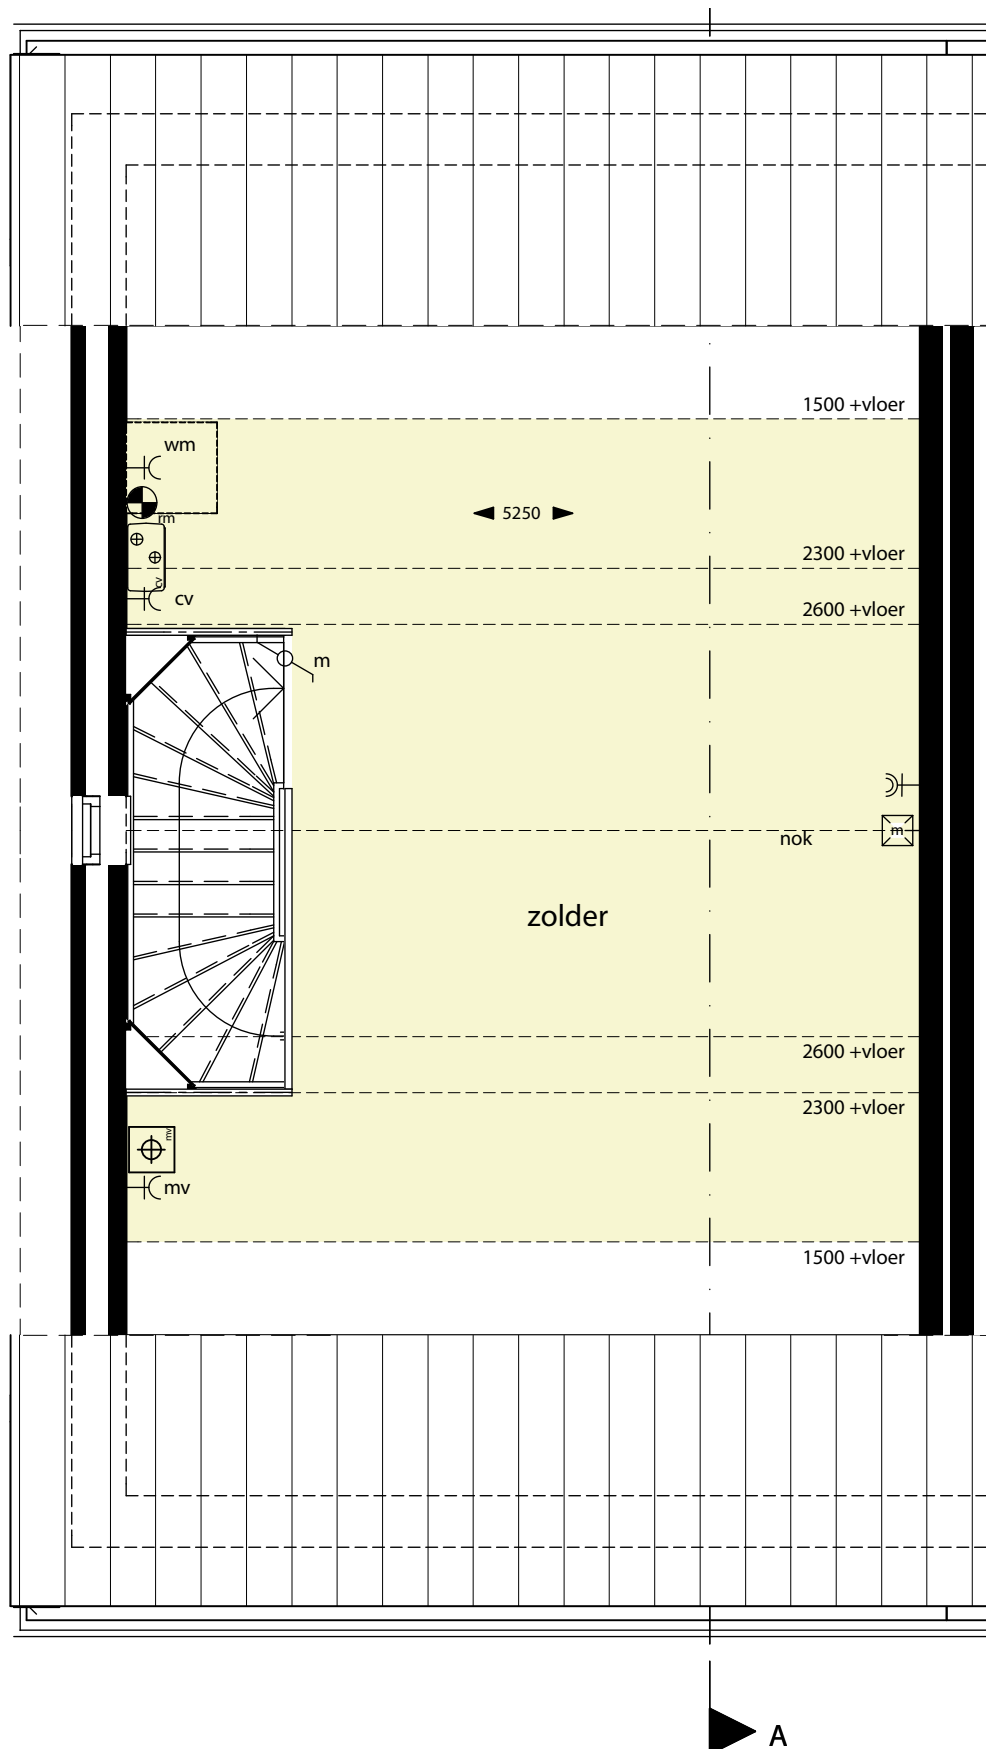 1500 +vloer
wm
5250
rm
2300 +vloer
cv
cv
2600 +vloer
m
m
nok
zolder
2600 +vloer
2300 +vloer
mv
mv
1500 +vloer
A